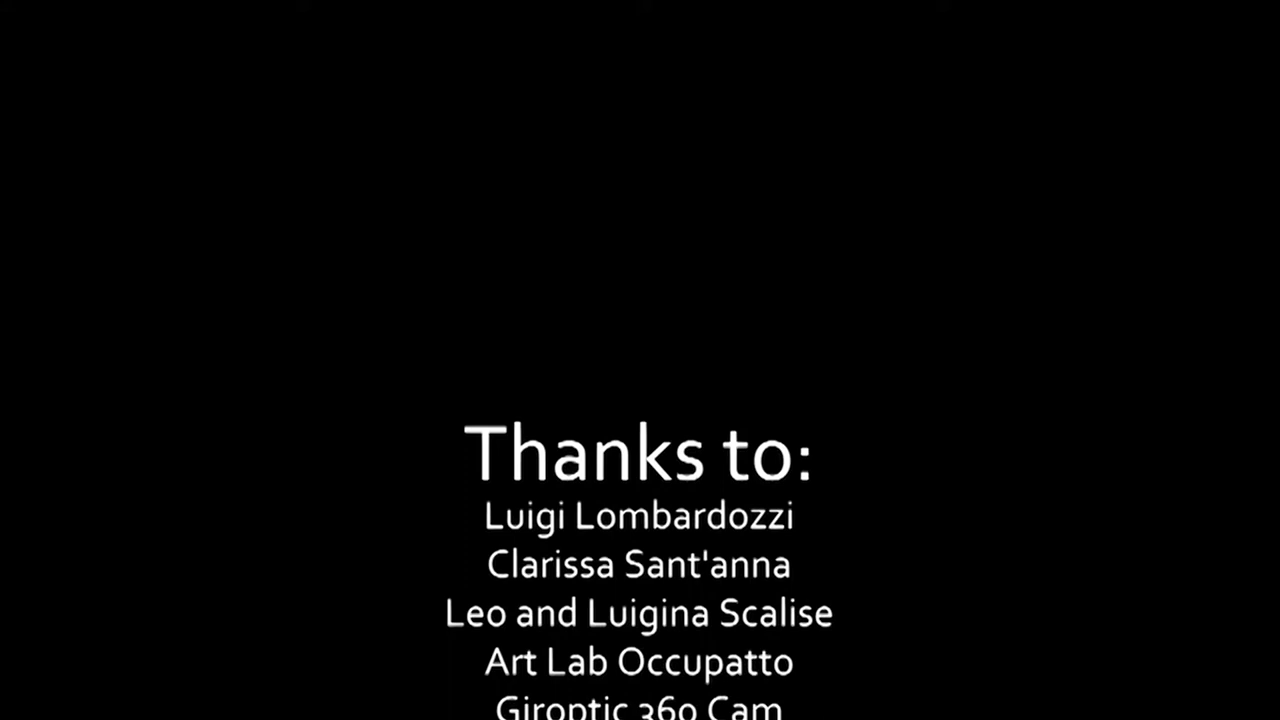 Thanks to:
Luigi Lombardozzi
Clarissa Sant'anna
Leo and Luigina Scalise
Art Lab Occupatto
Giroptic 360 Cam